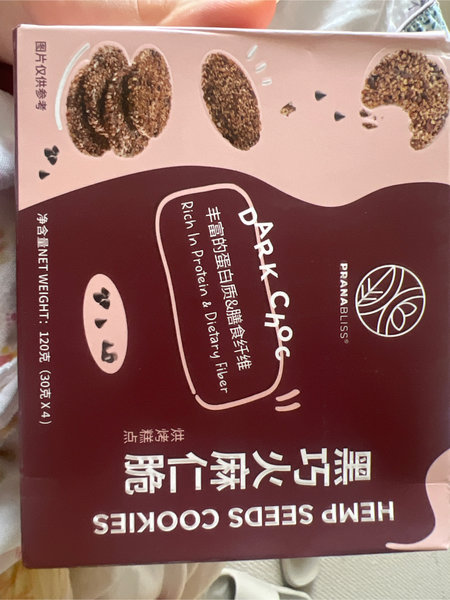 PRANABLISS®
DARK CHOC
丰富的蛋白质&膳食纤维
Rich In Protein & Dietary Fiber
HEMP SEEDS COOKIES
黑巧火麻仁脆
烘烤糕点
图片仅供参考
净含量NET WEIGHT：120克（30克X4）